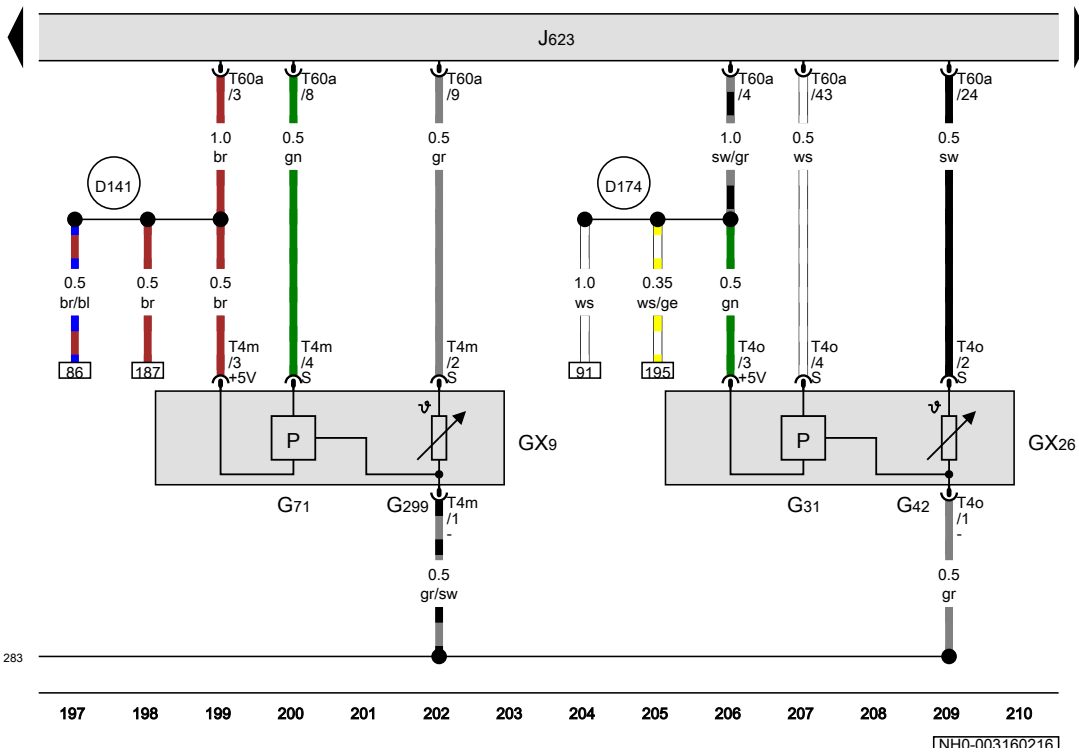 J623
T60a /3
T60a /8
T60a /9
T60a /4
T60a /43
T60a /24
1.0 br
0.5 gn
0.5 gr
1.0 sw/gr
0.5 ws
0.5 sw
D141
D174
0.5 br/bl
0.5 br
0.5 br
1.0 ws
0.35 ws/ge
0.5 gn
86
187
T4m /3 +5V
T4m /4 S
T4m /2 S
91
195
T4o /3 +5V
T4o /4 S
T4o /2 S
P
ϑ
GX9
P
ϑ
GX26
G71
G299
T4m /1 -
G31
G42
T4o /1 -
0.5 gr/sw
0.5 gr
283
197 198 199 200 201 202 203 204 205 206 207 208 209 210
NH0-003160216